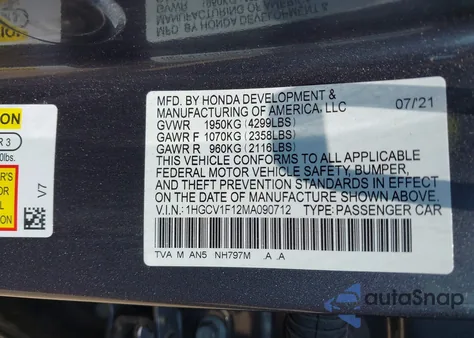 MFD. BY HONDA DEVELOPMENT &
MANUFACTURING OF AMERICA, LLC 07/21
GVWR 1950KG (4299LBS)
GAWR F 1070KG (2358LBS)
GAWR R 960KG (2116LBS)
THIS VEHICLE CONFORMS TO ALL APPLICABLE
FEDERAL MOTOR VEHICLE SAFETY, BUMPER,
AND THEFT PREVENTION STANDARDS IN EFFECT
ON THE DATE OF MANUFACTURE SHOWN ABOVE.
V.I.N.: 1HGCV1F12MA090712 TYPE: PASSENGER CAR
TVA M AN5 NH797M .A .A
V7
autoSnap